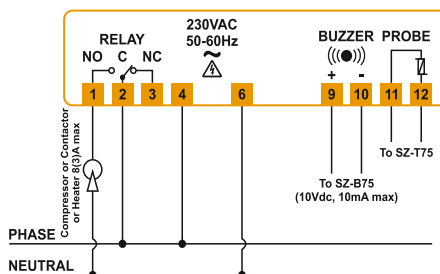 230VAC
50-60Hz
~
RELAY
NO C NC
BUZZER PROBE
+ -
1 2 3 4 6 9 10 11 12
Compressor or Contactor
or Heater 8(3)A max
To SZ-T75
To SZ-B75
(10Vdc, 10mA max)
PHASE
NEUTRAL